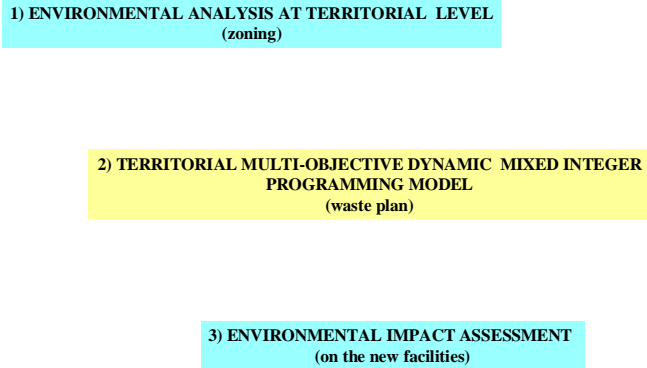 1) ENVIRONMENTAL ANALYSIS AT TERRITORIAL LEVEL
(zoning)
2) TERRITORIAL MULTI-OBJECTIVE DYNAMIC MIXED INTEGER
PROGRAMMING MODEL
(waste plan)
3) ENVIRONMENTAL IMPACT ASSESSMENT
(on the new facilities)